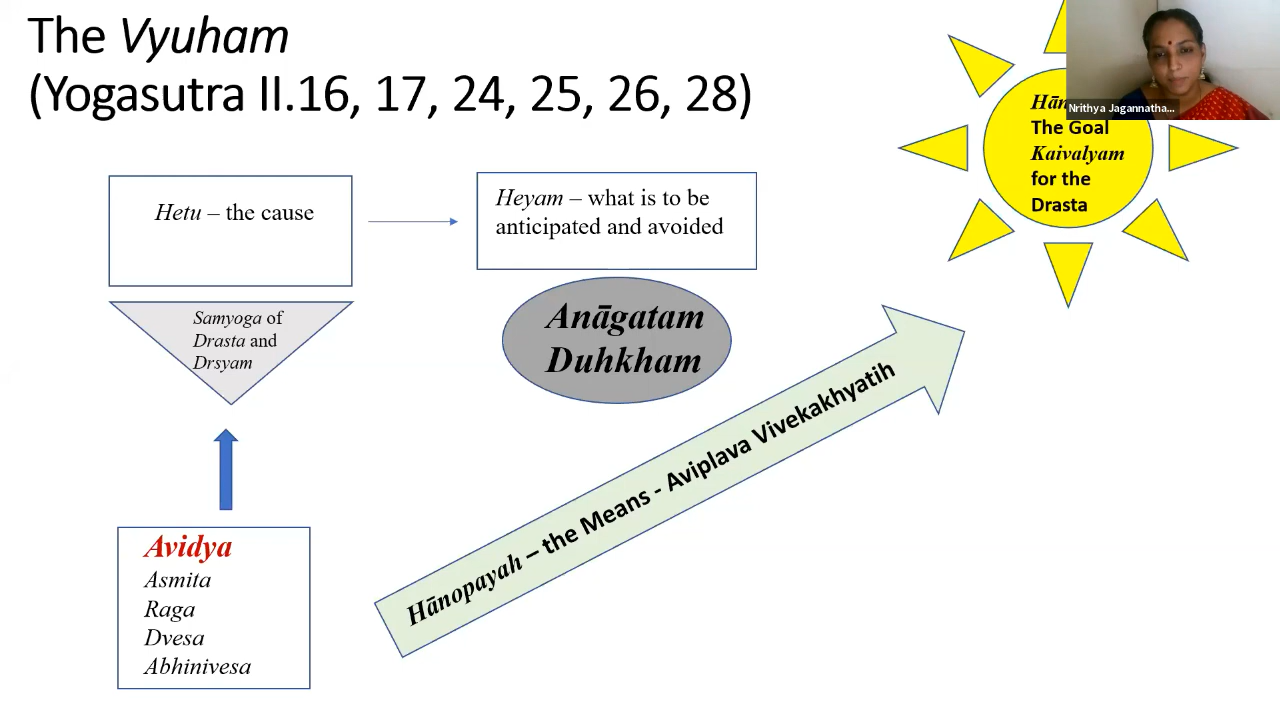 The Vyuham
(Yogasutra II.16, 17, 24, 25, 26, 28)
Nrithya Jagannatha...
The Goal
Kaivalyam
for the
Drasta
Hetu – the cause
Heyam – what is to be
anticipated and avoided
Samyoga of
Drasta and
Drsyam
Anāgatam
Duhkham
Hānopayah – the Means - Aviplava Vivekakhyatih
Avidya
Asmita
Raga
Dvesa
Abhinivesa